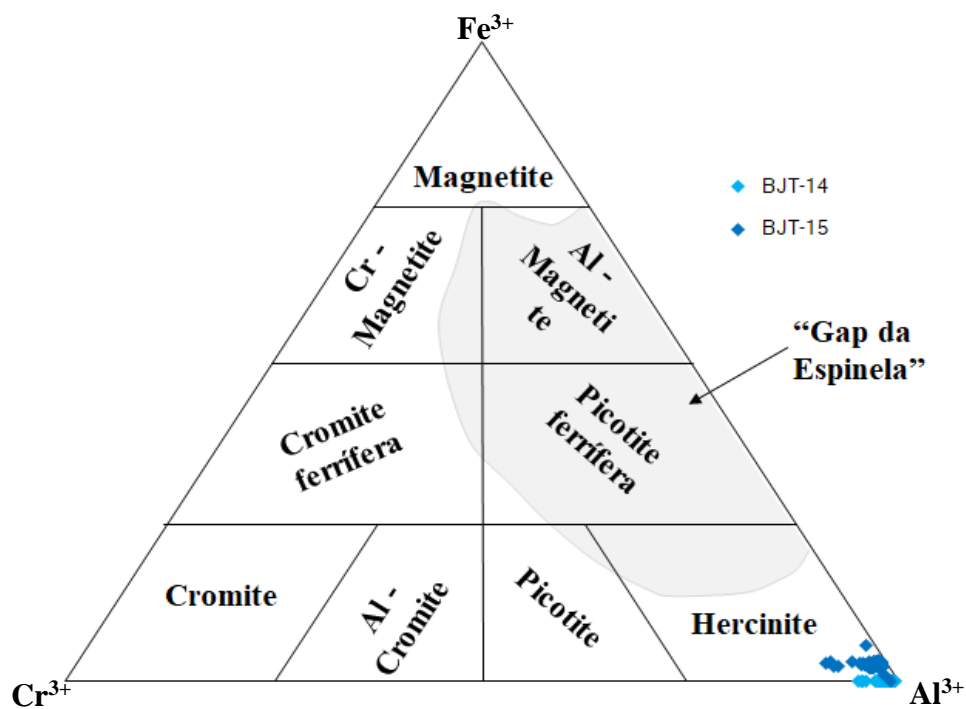 Fe³⁺
Magnetite
BJT-14
BJT-15
Cr -
Magnetite
Al -
Magneti
te
“Gap da
Espinela”
Cromite
ferrífera
Picotite
ferrífera
Cromite
Al -
Cromite
Picotite
Hercinite
Cr³⁺
Al³⁺